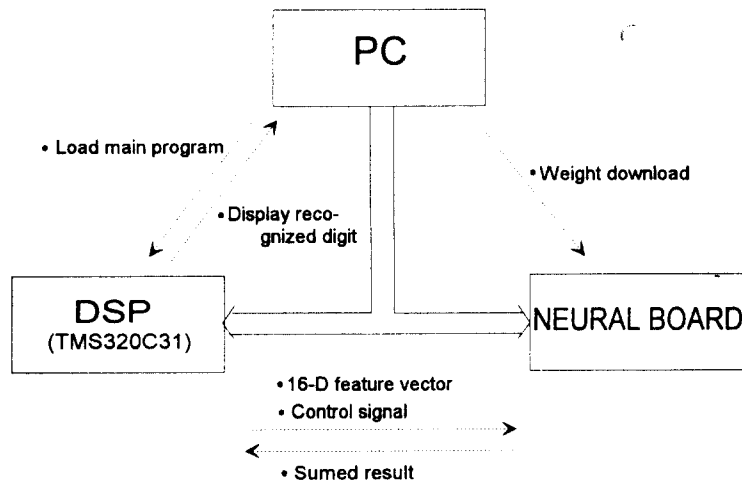 PC
• Load main program
• Weight download
• Display reco-
gnized digit
DSP
(TMS320C31)
NEURAL BOARD
• 16-D feature vector
• Control signal
• Sumed result